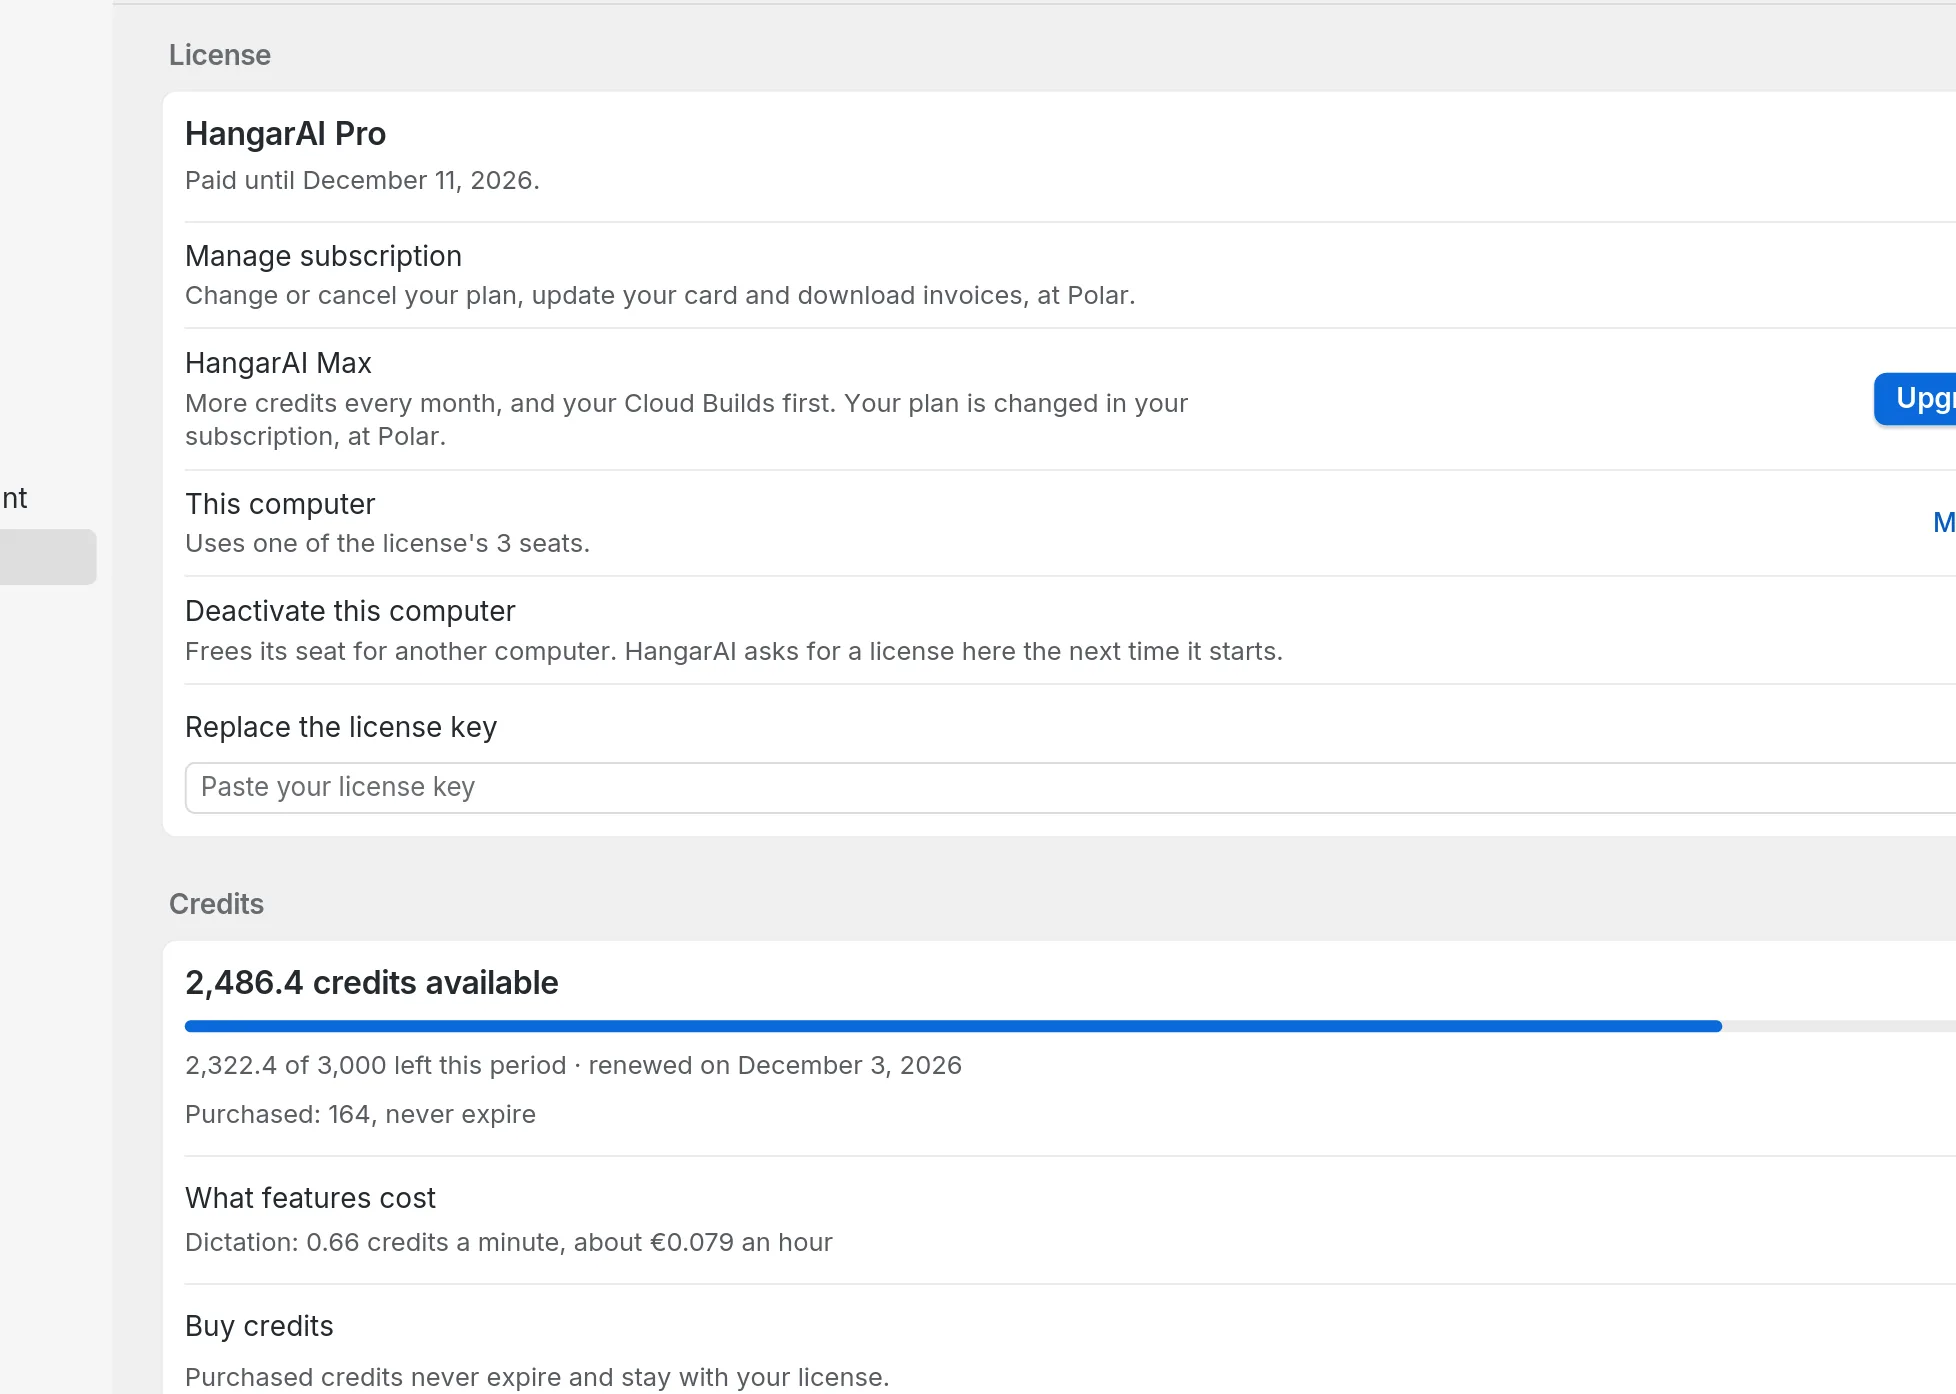 License
HangarAI Pro
Paid until December 11, 2026.
Manage subscription
Change or cancel your plan, update your card and download invoices, at Polar.
HangarAI Max
More credits every month, and your Cloud Builds first. Your plan is changed in your
subscription, at Polar.
Upgr
nt
This computer
Uses one of the license's 3 seats.
M
Deactivate this computer
Frees its seat for another computer. HangarAI asks for a license here the next time it starts.
Replace the license key
Paste your license key
Credits
2,486.4 credits available
2,322.4 of 3,000 left this period · renewed on December 3, 2026
Purchased: 164, never expire
What features cost
Dictation: 0.66 credits a minute, about €0.079 an hour
Buy credits
Purchased credits never expire and stay with your license.